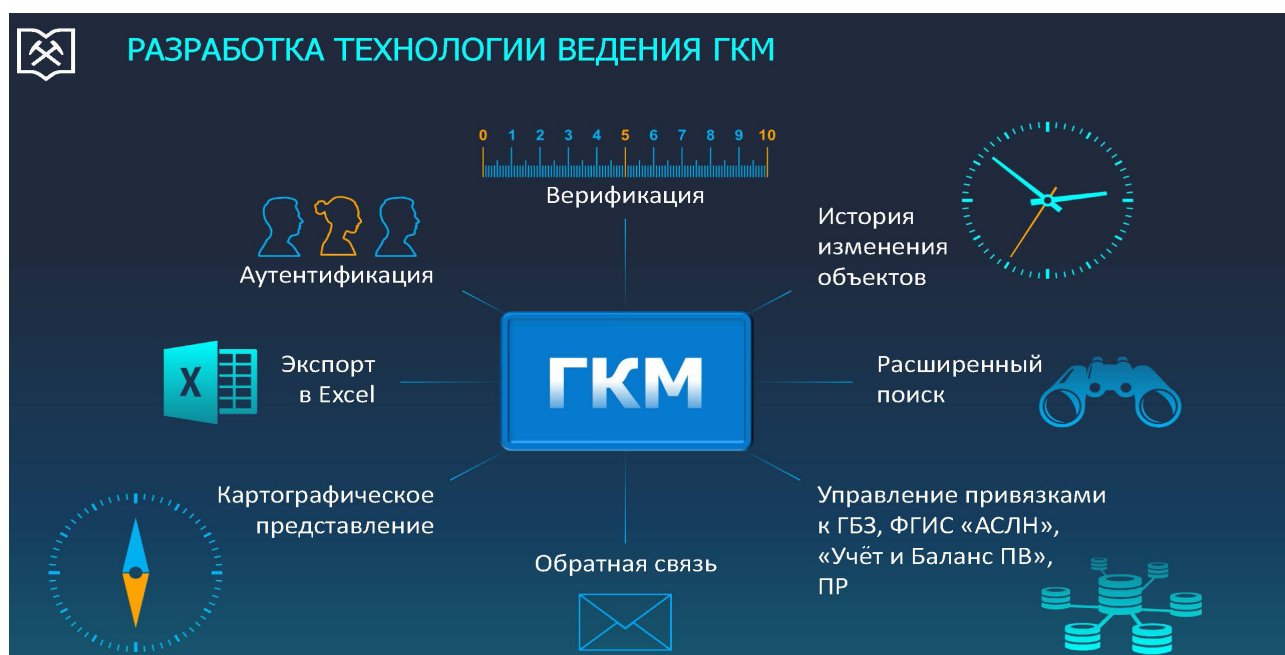 РАЗРАБОТКА ТЕХНОЛОГИИ ВЕДЕНИЯ ГКМ
0 1 2 3 4 5 6 7 8 9 10
Верификация
Аутентификация
История
изменения
объектов
Экспорт
в Excel
X
ГКМ
Расширенный
поиск
Картографическое
представление
Обратная связь
Управление привязками
к ГБЗ, ФГИС «АСЛН»,
«Учёт и Баланс ПВ»,
ПР